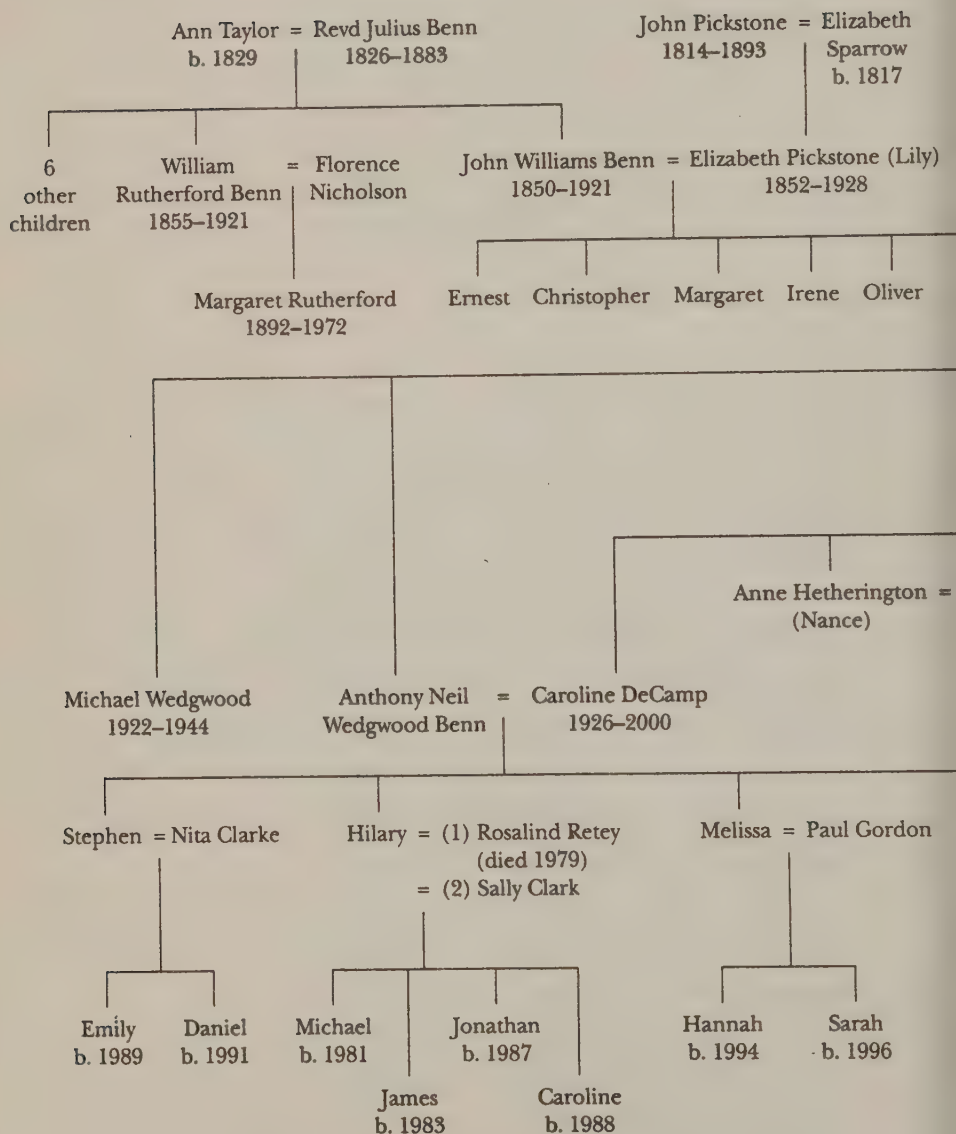 Ann Taylor = Revd Julius Benn
b. 1829 1826–1883
John Pickstone = Elizabeth
1814–1893 Sparrow
b. 1817
6
other
children
William = Florence
Rutherford Benn Nicholson
1855–1921
John Williams Benn = Elizabeth Pickstone (Lily)
1850–1921 1852–1928
Margaret Rutherford
1892–1972
Ernest Christopher Margaret Irene Oliver
Anne Hetherington =
(Nance)
Michael Wedgwood
1922–1944
Anthony Neil = Caroline DeCamp
Wedgwood Benn 1926–2000
Stephen = Nita Clarke
Hilary = (1) Rosalind Retey
(died 1979)
= (2) Sally Clark
Melissa = Paul Gordon
Emily
b. 1989
Daniel
b. 1991
Michael
b. 1981
James
b. 1983
Jonathan
b. 1987
Caroline
b. 1988
Hannah
b. 1994
Sarah
b. 1996